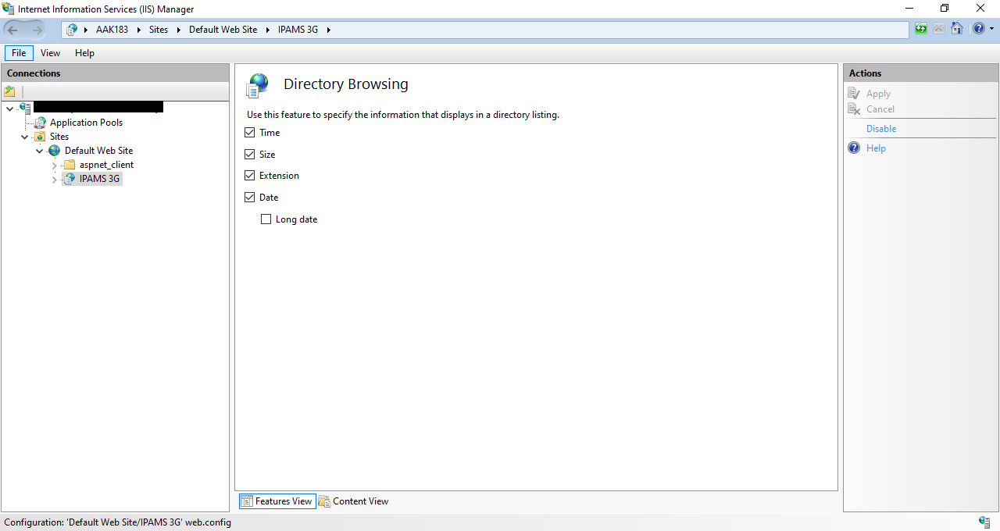 Internet Information Services (IIS) Manager
AAK183 Sites Default Web Site IPAMS 3G
File View Help
Connections
Application Pools
Sites
Default Web Site
aspnet_client
IPAMS 3G
Directory Browsing
Use this feature to specify the information that displays in a directory listing.
Time
Size
Extension
Date
Long date
Features View
Content View
Actions
Apply
Cancel
Disable
Help
Configuration: 'Default Web Site/IPAMS 3G' web.config